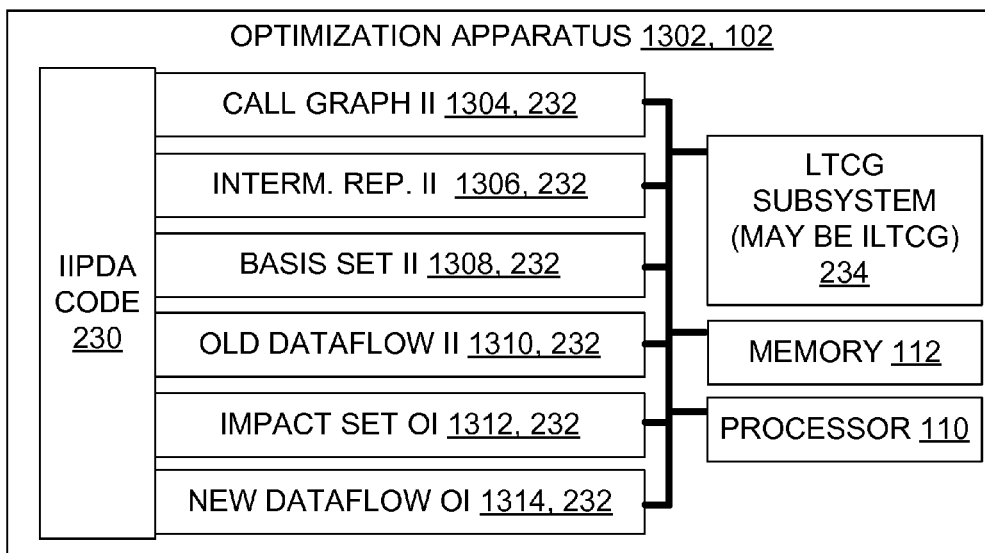 OPTIMIZATION APPARATUS 1302, 102
IIPDA
CODE
230
CALL GRAPH II 1304, 232
INTERM. REP. II 1306, 232
BASIS SET II 1308, 232
OLD DATAFLOW II 1310, 232
IMPACT SET OI 1312, 232
NEW DATAFLOW OI 1314, 232
LTCG
SUBSYSTEM
(MAY BE ILTCG)
234
MEMORY 112
PROCESSOR 110